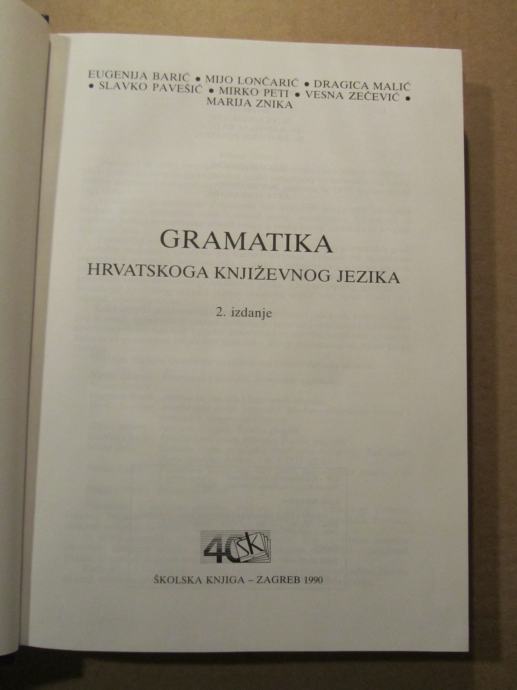 EUGENIJA BARIĆ • MIJO LONČARIĆ • DRAGICA MALIĆ
• SLAVKO PAVEŠIĆ • MIRKO PETI • VESNA ZEČEVIĆ •
MARIJA ZNIKA
GRAMATIKA
HRVATSKOGA KNJIŽEVNOG JEZIKA
2. izdanje
40 sk
ŠKOLSKA KNJIGA – ZAGREB 1990